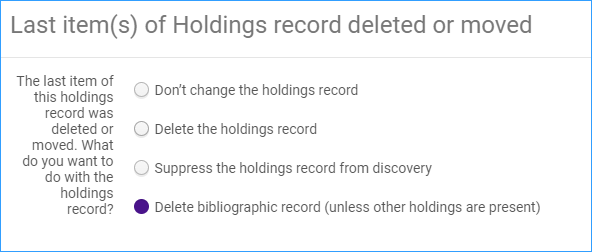 Last item(s) of Holdings record deleted or moved
The last item of
this holdings
record was
deleted or
moved. What
do you want to
do with the
holdings
record?
Don't change the holdings record
Delete the holdings record
Suppress the holdings record from discovery
Delete bibliographic record (unless other holdings are present)